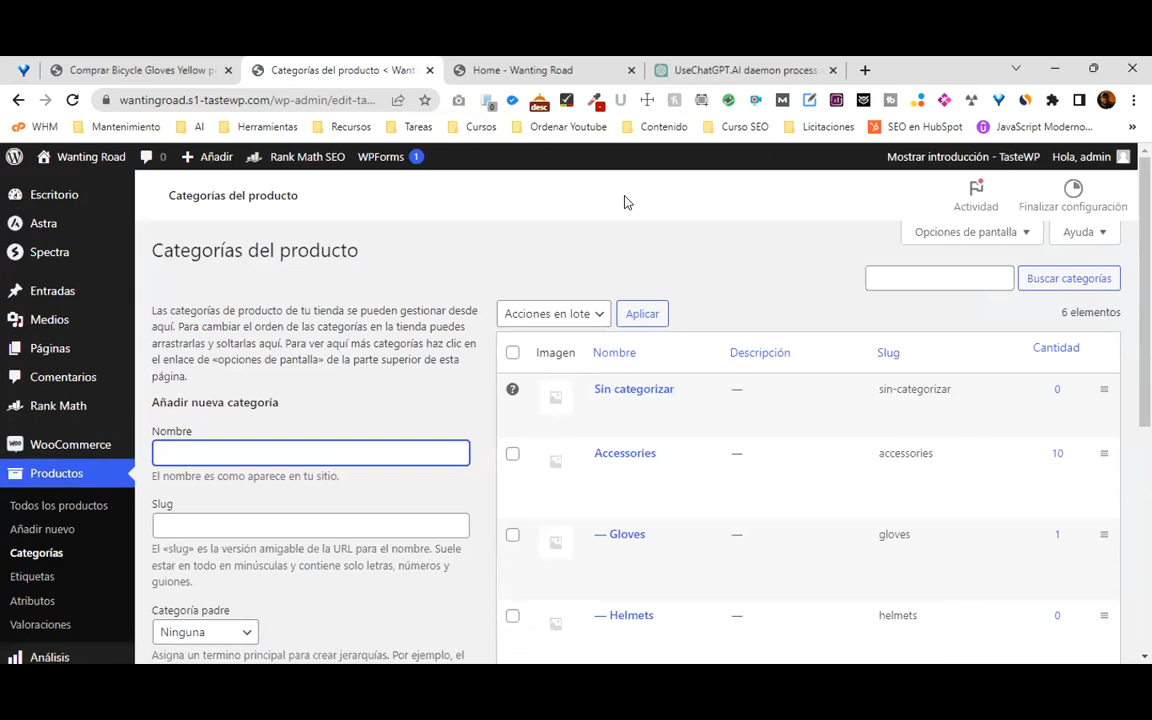 Comprar Bicycle Gloves Yellow p
Categorías del producto < Want
Home - Wanting Road
UseChatGPT.AI daemon process
wantingroad.s1-tastewp.com/wp-admin/edit-ta...
WHM
Mantenimiento
AI
Herramientas
Recursos
Tareas
Cursos
Ordenar Youtube
Contenido
Curso SEO
Licitaciones
SEO en HubSpot
JavaScript Moderno...
Wanting Road
0
Añadir
Rank Math SEO
WPForms 1
Mostrar introducción - TasteWP
Hola, admin
Escritorio
Astra
Spectra
Entradas
Medios
Páginas
Comentarios
Rank Math
WooCommerce
Productos
Todos los productos
Añadir nuevo
Categorías
Etiquetas
Atributos
Valoraciones
Análisis
Categorías del producto
Actividad
Finalizar configuración
Opciones de pantalla
Ayuda
Categorías del producto
Buscar categorías
Las categorías de producto de tu tienda se pueden gestionar desde
aquí. Para cambiar el orden de las categorías en la tienda puedes
arrastrarlas y soltarlas aquí. Para ver aquí más categorías haz clic en
el enlace de «opciones de pantalla» de la parte superior de esta
página.
Añadir nueva categoría
Nombre
El nombre es como aparece en tu sitio.
Slug
El «slug» es la versión amigable de la URL para el nombre. Suele
estar en todo en minúsculas y contiene solo letras, números y
guiones.
Categoría padre
Ninguna
Asigna un termino principal para crear jerarquías. Por ejemplo, el
Acciones en lote
Aplicar
6 elementos
Imagen Nombre Descripción Slug Cantidad
Sin categorizar — sin-categorizar 0
Accessories — accessories 10
— Gloves — gloves 1
— Helmets — helmets 0